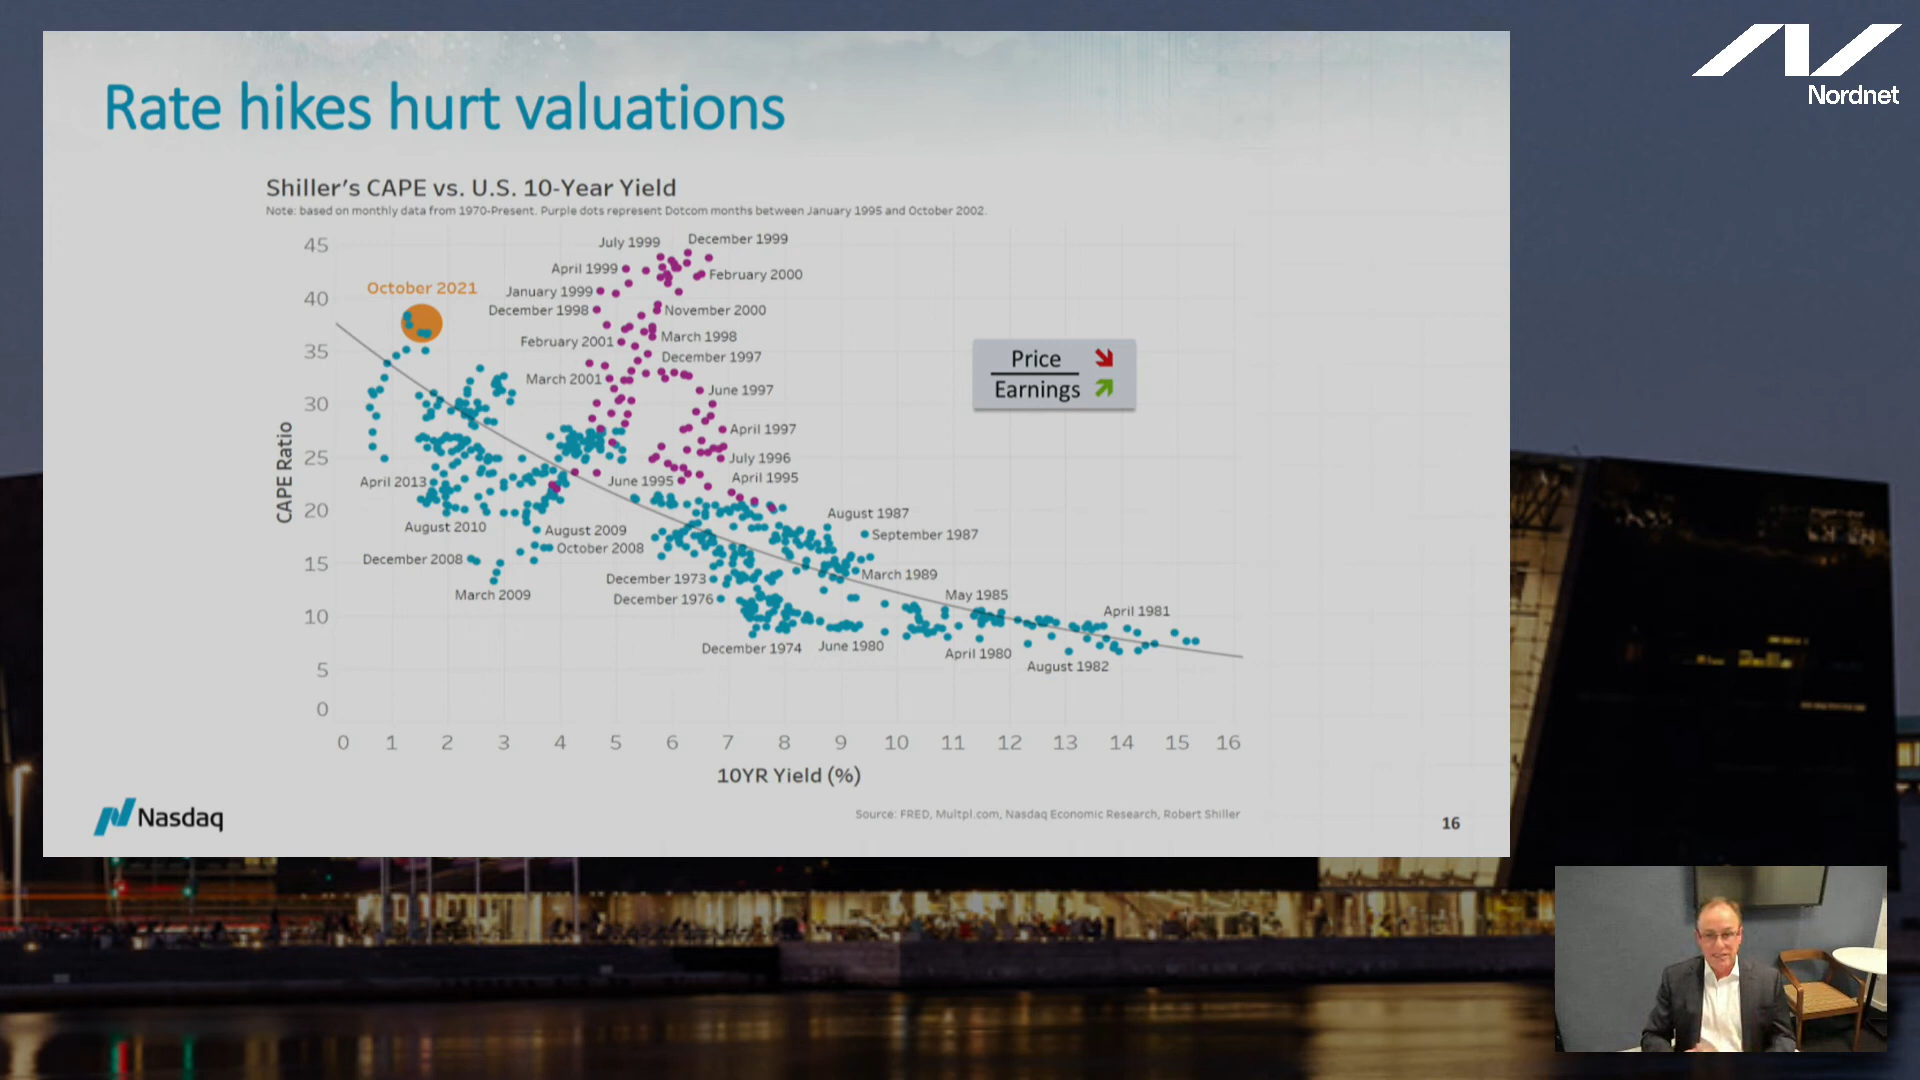 Nordnet
Rate hikes hurt valuations
Shiller's CAPE vs. U.S. 10-Year Yield
Note: based on monthly data from 1970-Present. Purple dots represent Dotcom months between January 1995 and October 2002.
45
40
35
30
25
20
15
10
5
0
CAPE Ratio
July 1999
December 1999
April 1999
February 2000
October 2021
January 1999
December 1998
November 2000
February 2001
March 1998
December 1997
March 2001
June 1997
April 1997
July 1996
April 2013
June 1995
April 1995
August 2010
August 2009
August 1987
October 2008
September 1987
December 2008
March 2009
December 1973
March 1989
December 1976
May 1985
April 1981
December 1974
June 1980
April 1980
August 1982
Price
Earnings
0 1 2 3 4 5 6 7 8 9 10 11 12 13 14 15 16
10YR Yield (%)
Nasdaq
Source: FRED, Multpl.com, Nasdaq Economic Research, Robert Shiller
16